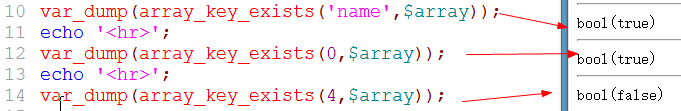 10 var_dump(array_key_exists('name',$array)); bool(true)
11 echo '<hr>';
12 var_dump(array_key_exists(0,$array)); bool(true)
13 echo '<hr>';
14 var_dump(array_key_exists(4,$array)); bool(false)